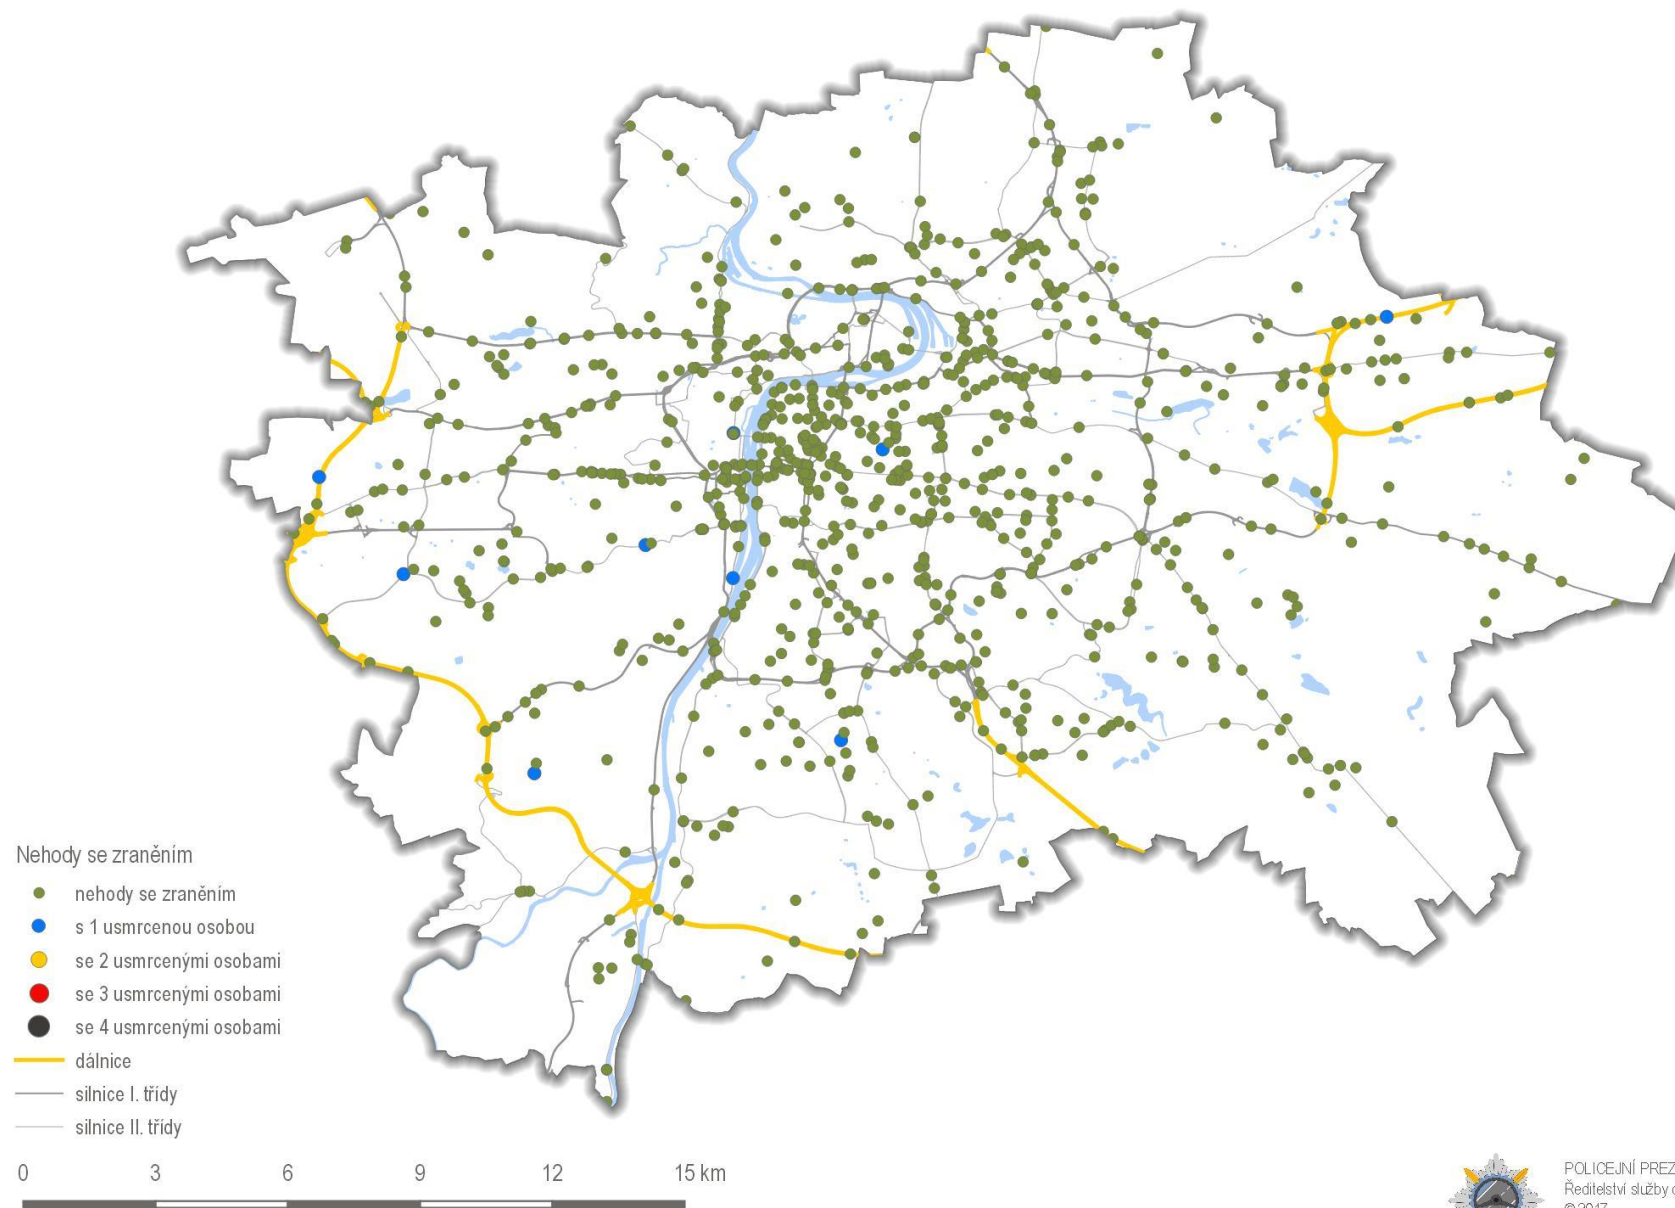 Nehody se zraněním
nehody se zraněním
s 1 usmrcenou osobou
se 2 usmrcenými osobami
se 3 usmrcenými osobami
se 4 usmrcenými osobami
dálnice
silnice I. třídy
silnice II. třídy
0 3 6 9 12 15 km
POLICEJNÍ PREZ
Ředitelství služby
©2017